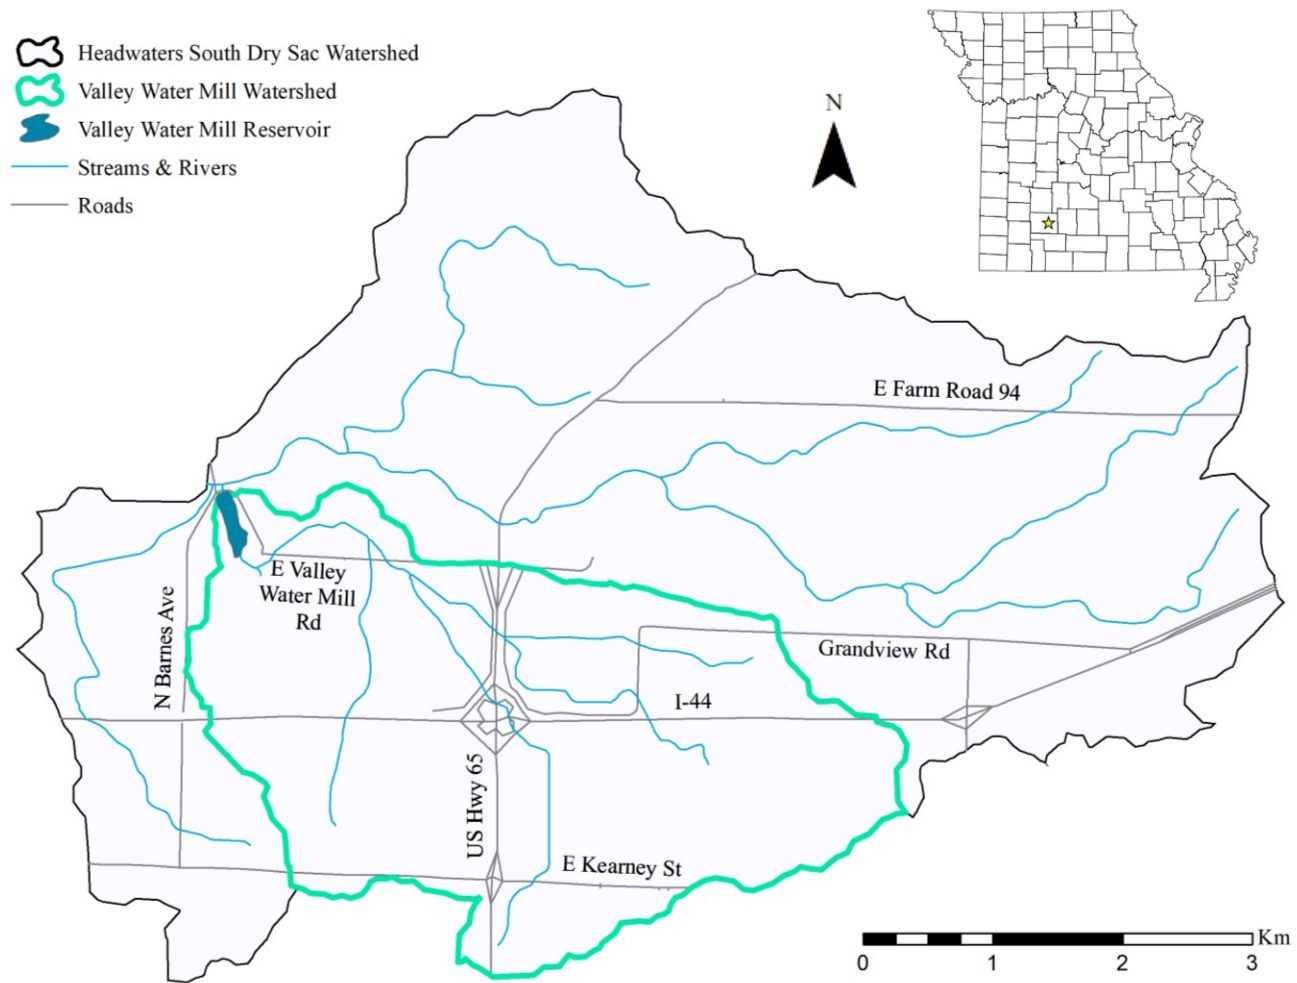 Headwaters South Dry Sac Watershed
Valley Water Mill Watershed
Valley Water Mill Reservoir
Streams & Rivers
Roads
N
E Farm Road 94
E Valley
Water Mill
Rd
N Barnes Ave
Grandview Rd
I-44
US Hwy 65
E Kearney St
Km
0 1 2 3